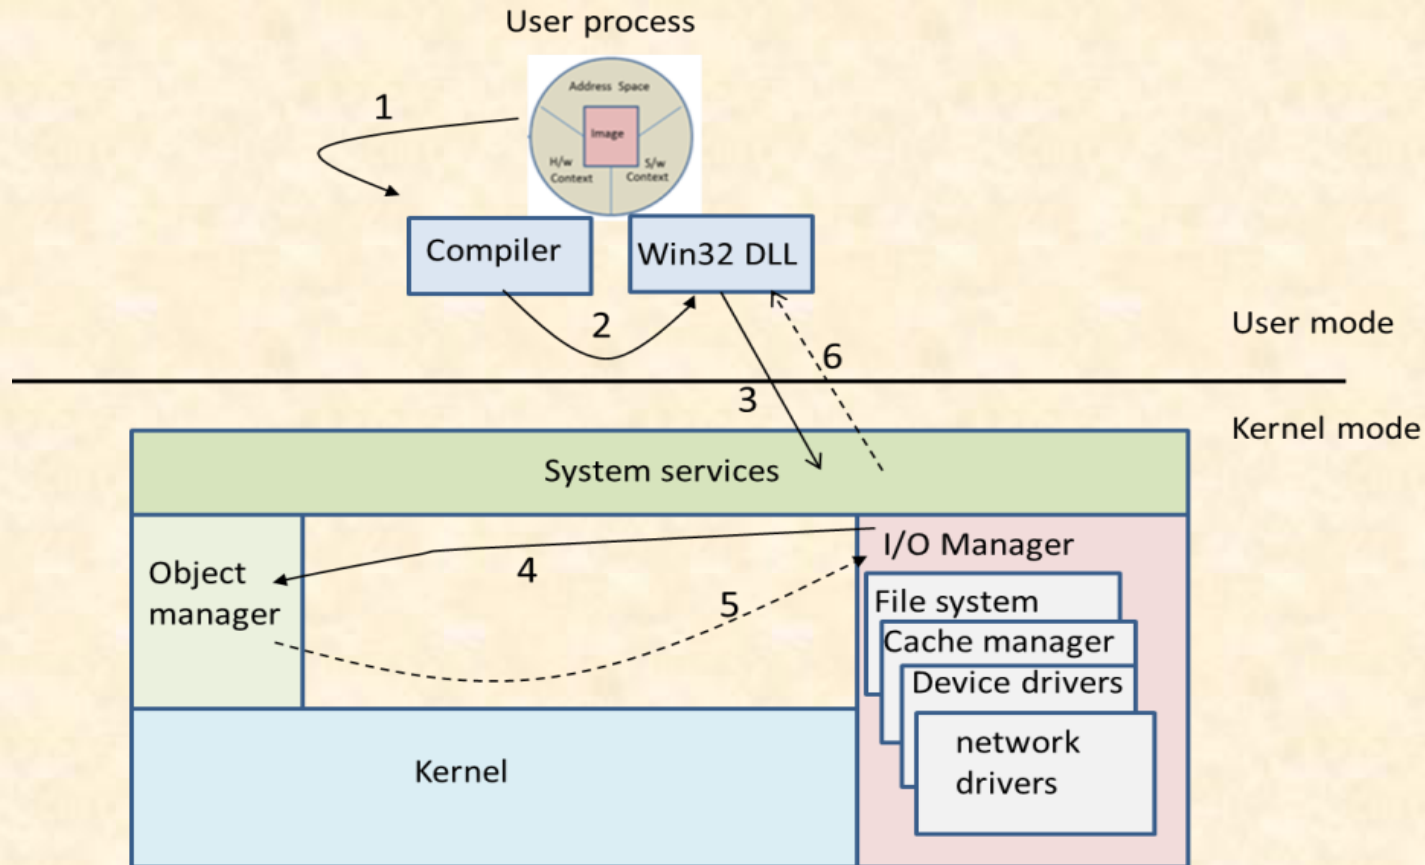 User process
1
Address Space
Image
H/w
Context
S/w
Context
Compiler
Win32 DLL
2
User mode
6
3
Kernel mode
System services
I/O Manager
4
Object
manager
5
File system
Cache manager
Device drivers
network
drivers
Kernel